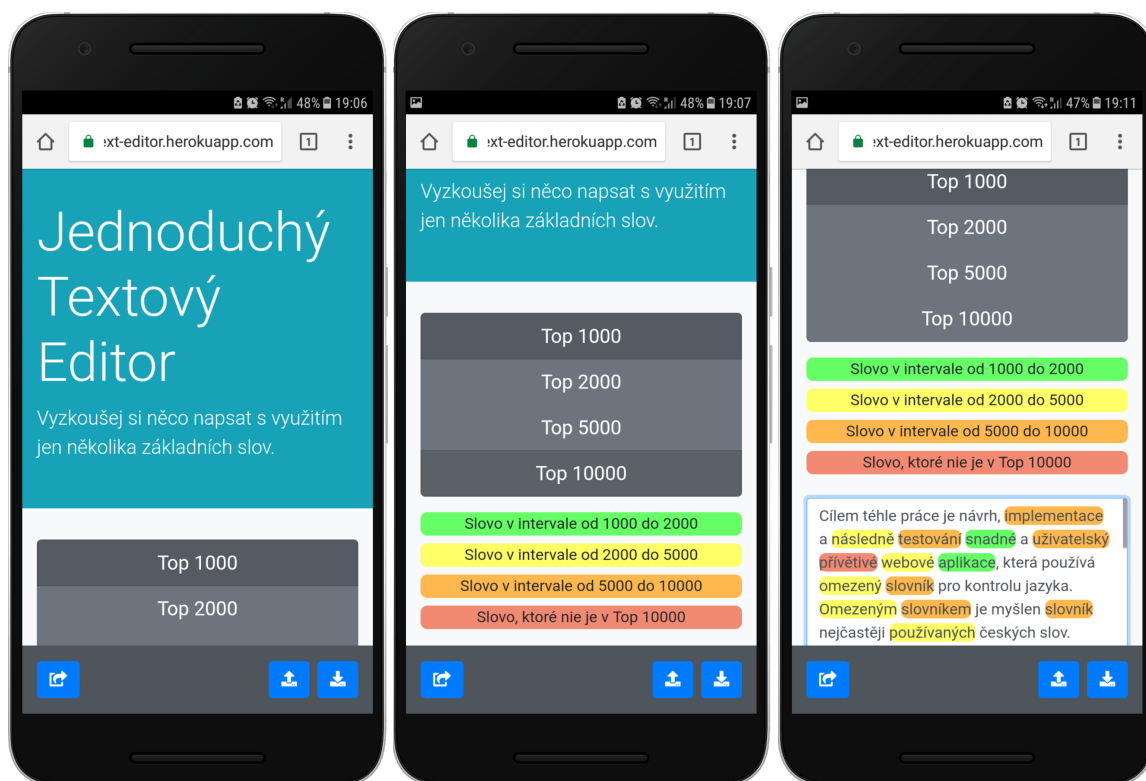 48% 19:06
xt-editor.herokuapp.com 1
Jednoduchý
Textový
Editor
Vyzkoušej si něco napsat s využitím
jen několika základních slov.
Top 1000
Top 2000
48% 19:07
xt-editor.herokuapp.com 1
Vyzkoušej si něco napsat s využitím
jen několika základních slov.
Top 1000
Top 2000
Top 5000
Top 10000
Slovo v intervale od 1000 do 2000
Slovo v intervale od 2000 do 5000
Slovo v intervale od 5000 do 10000
Slovo, ktoré nie je v Top 10000
47% 19:11
xt-editor.herokuapp.com 1
Top 1000
Top 2000
Top 5000
Top 10000
Slovo v intervale od 1000 do 2000
Slovo v intervale od 2000 do 5000
Slovo v intervale od 5000 do 10000
Slovo, ktoré nie je v Top 10000
Cílem téhle práce je návrh, implementace
a následně testování snadné a uživatelský
přívětivé webové aplikace, která používá
omezený slovník pro kontrolu jazyka.
Omezeným slovníkem je myšlen slovník
nejčastěji používaných českých slov.